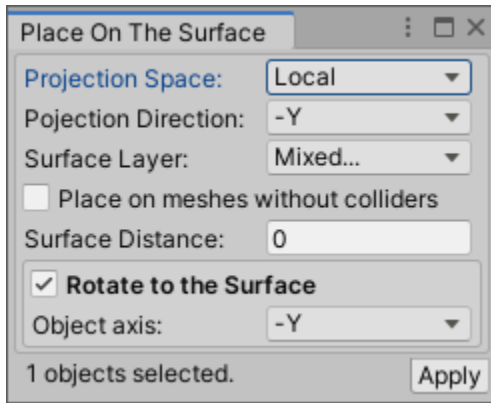 Place On The Surface
Projection Space: Local
Pojection Direction: -Y
Surface Layer: Mixed...
Place on meshes without colliders
Surface Distance: 0
Rotate to the Surface
Object axis: -Y
1 objects selected. Apply